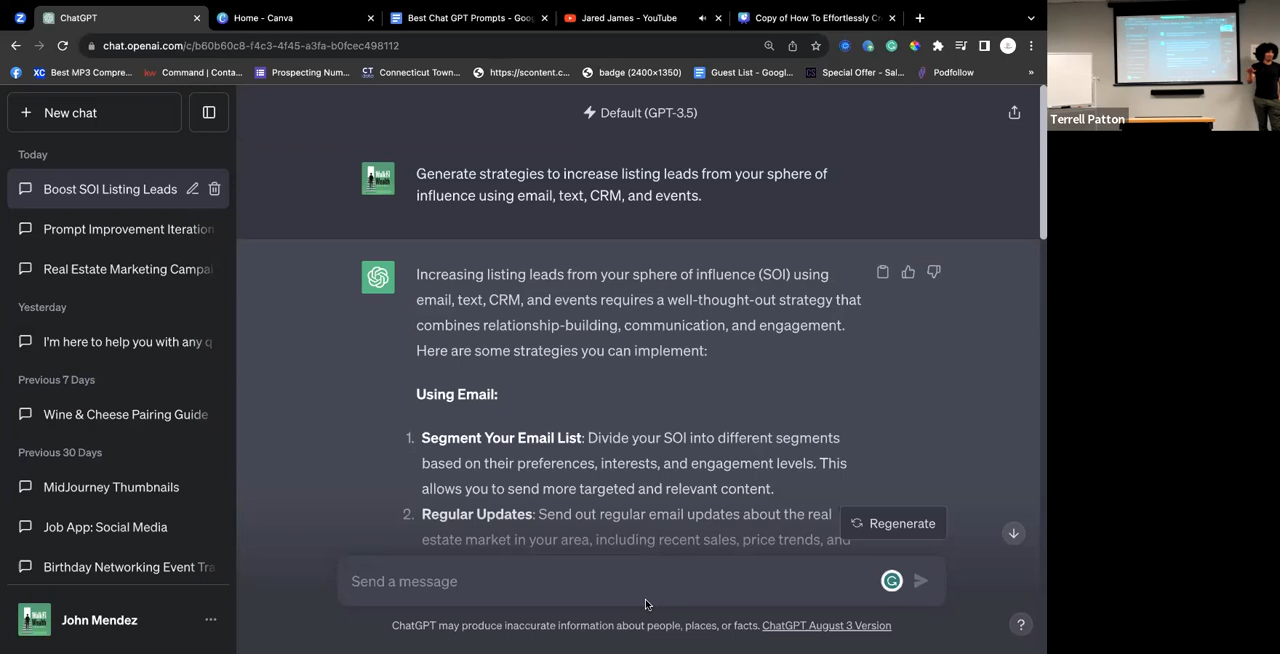 ChatGPT
Home - Canva
Best Chat GPT Prompts - Goo
Jared James - YouTube
Copy of How To Effortlessly C
chat.openai.com/c/b60b60c8-f4c3-4f45-a3fa-b0fcec498112
Best MP3 Compre...
Command | Conta...
Prospecting Num...
Connecticut Town...
https://scontent.c...
badge (2400×1350)
Guest List - Googl...
Special Offer - Sal...
Podfollow
»
New chat
Today
Boost SOI Listing Leads
Prompt Improvement Iteration
Real Estate Marketing Campai
Yesterday
I'm here to help you with any q
Previous 7 Days
Wine & Cheese Pairing Guide
Previous 30 Days
MidJourney Thumbnails
Job App: Social Media
Birthday Networking Event Tra
John Mendez
Default (GPT-3.5)
Generate strategies to increase listing leads from your sphere of
influence using email, text, CRM, and events.
Increasing listing leads from your sphere of influence (SOI) using
email, text, CRM, and events requires a well-thought-out strategy that
combines relationship-building, communication, and engagement.
Here are some strategies you can implement:
Using Email:
1. Segment Your Email List: Divide your SOI into different segments
based on their preferences, interests, and engagement levels. This
allows you to send more targeted and relevant content.
2. Regular Updates: Send out regular email updates about the real
estate market in your area, including recent sales, price trends, and
Regenerate
Send a message
ChatGPT may produce inaccurate information about people, places, or facts. ChatGPT August 3 Version
?
Terrell Patton